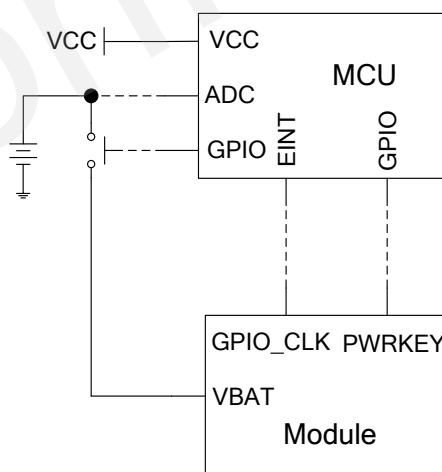 VCC
VCC
MCU
ADC
GPIO
EINT
GPIO
GPIO_CLK
PWRKEY
VBAT
Module